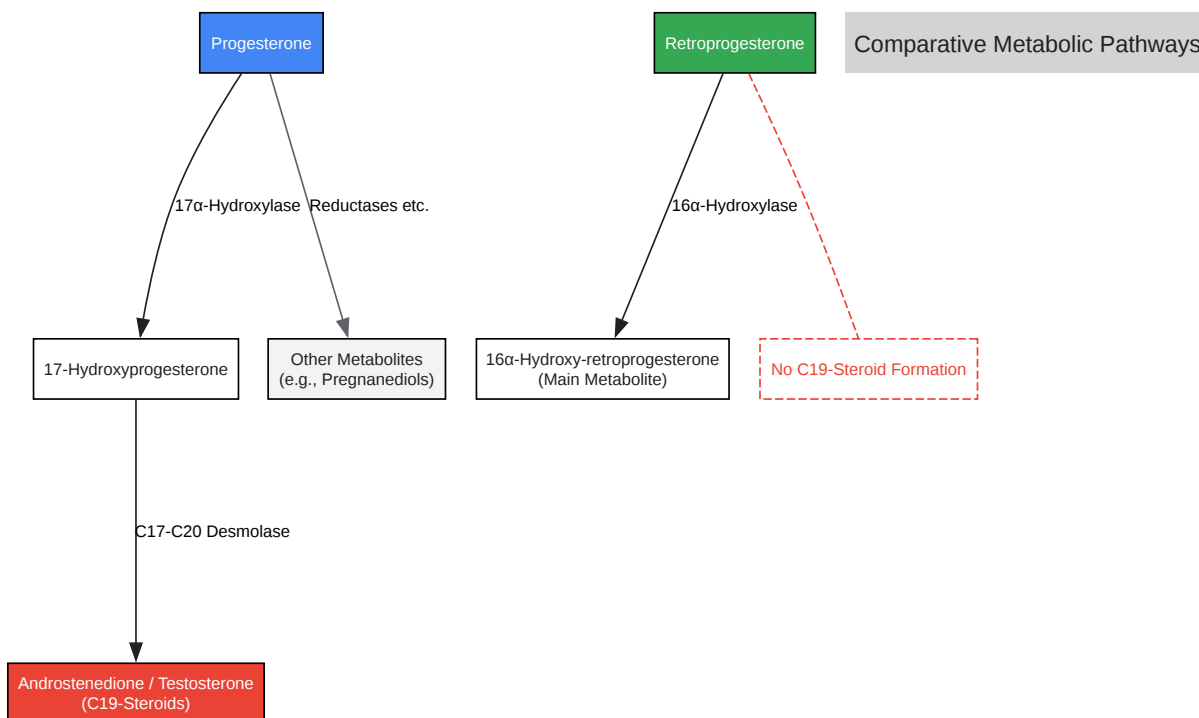 Progesterone
Retroprogesterone
Comparative Metabolic Pathways
17α-Hydroxylase
Reductases etc.
16α-Hydroxylase
17-Hydroxyprogesterone
Other Metabolites
(e.g., Pregnanediols)
16α-Hydroxy-retroprogesterone
(Main Metabolite)
No C19-Steroid Formation
C17-C20 Desmolase
Androstenedione / Testosterone
(C19-Steroids)